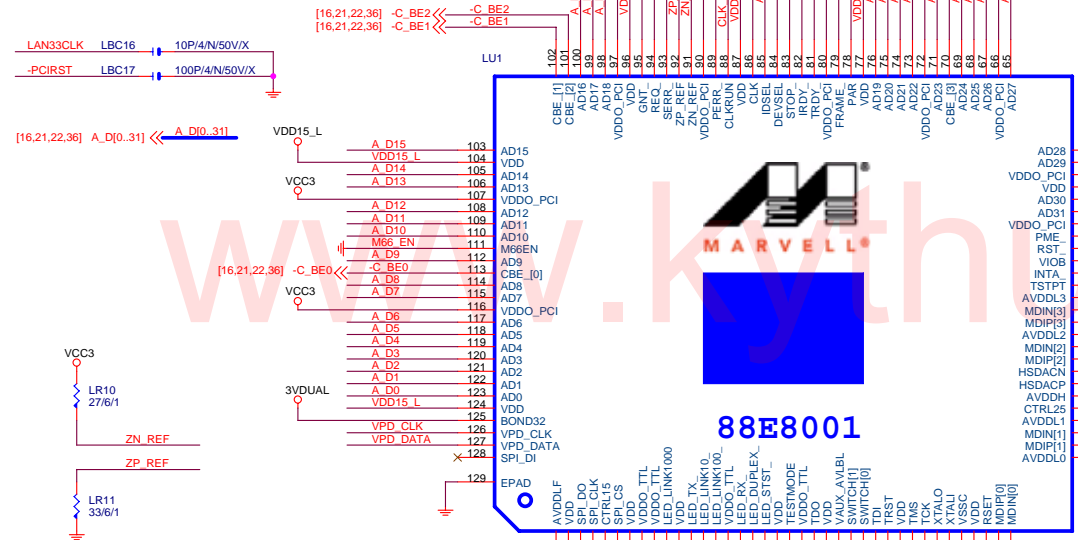 [16,21,22,36] -C_BE2 -C_BE2
[16,21,22,36] -C_BE1 -C_BE1
LAN33CLK LBC16 10P/4/N/50V/X
-PCIRST LBC17 100P/4/N/50V/X
[16,21,22,36] A_D[0..31] A_D[0..31]
LU1
102 101 100 99 98 97 96 95 94 93 92 91 90 89 88 87 86 85 84 83 82 81 80 79 78 77 76 75 74 73 72 71 70 69 68 67 66 65
CBE_[1]
CBE_[2]
AD16
AD17
AD18
VDDO_PCI
VDD
GNT_
REQ_
SERR_
ZP_REF
ZN_REF
VDDO_PCI
PERR_
CLKRUN_
VDD
CLK
IDSEL
DEVSEL_
STOP_
IRDY_
TRDY_
VDDO_PCI
FRAME_
PAR
VDD
AD19
AD20
AD21
AD22
VDDO_PCI
AD23
CBE_[3]
AD24
AD25
AD26
VDDO_PCI
AD27
VDD15_L
A_D15 103 AD15
VDD15_L 104 VDD
A_D14 105 AD14
A_D13 106 AD13
VCC3
107 VDDO_PCI
A_D12 108 AD12
A_D11 109 AD11
A_D10 110 AD10
M66_EN 111 M66EN
A_D9 112 AD9
[16,21,22,36] -C_BE0 -C_BE0 113 CBE_[0]
A_D8 114 AD8
A_D7 115 AD7
VCC3
116 VDDO_PCI
A_D6 117 AD6
A_D5 118 AD5
A_D4 119 AD4
A_D3 120 AD3
A_D2 121 AD2
A_D1 122 AD1
A_D0 123 AD0
3VDUAL
VDD15_L 124 VDD
125 BOND32
VPD_CLK 126 VPD_CLK
VPD_DATA 127 VPD_DATA
128 SPI_DI
129 EPAD
VCC3
LR10
27/6/1
ZN_REF
ZP_REF
LR11
33/6/1
MARVELL®
88E8001
AD28
AD29
VDDO_PCI
VDD
AD30
AD31
VDDO_PCI
PME_
RST_
VIOB
INTA_
TSTPT
AVDDL3
MDIN[3]
MDIP[3]
AVDDL2
MDIN[2]
MDIP[2]
HSDACN
HSDACP
AVDDH
CTRL25
AVDDL1
MDIN[1]
MDIP[1]
AVDDL0
AVDDLF
VDD
SPI_DO
SPI_CLK
CTRL15
SPI_CS
VDD
VDDO_TTL
VDDO_TTL
LED_LINK1000_
VDD
LED_TX_
LED_LINK10_
LED_LINK100_
VDDO_TTL
LED_RX_
LED_DUPLEX_
LED_STST_
VDD
TESTMODE
VDDO_TTL
TDO
VDD
VAUX_AVLBL
SWITCH[1]
SWITCH[0]
TDI
TRST
VDD
TMS
TCK
XTALO
XTALI
VSSC
VDD
RSET
MDIP[0]
MDIN[0]
www.kythu